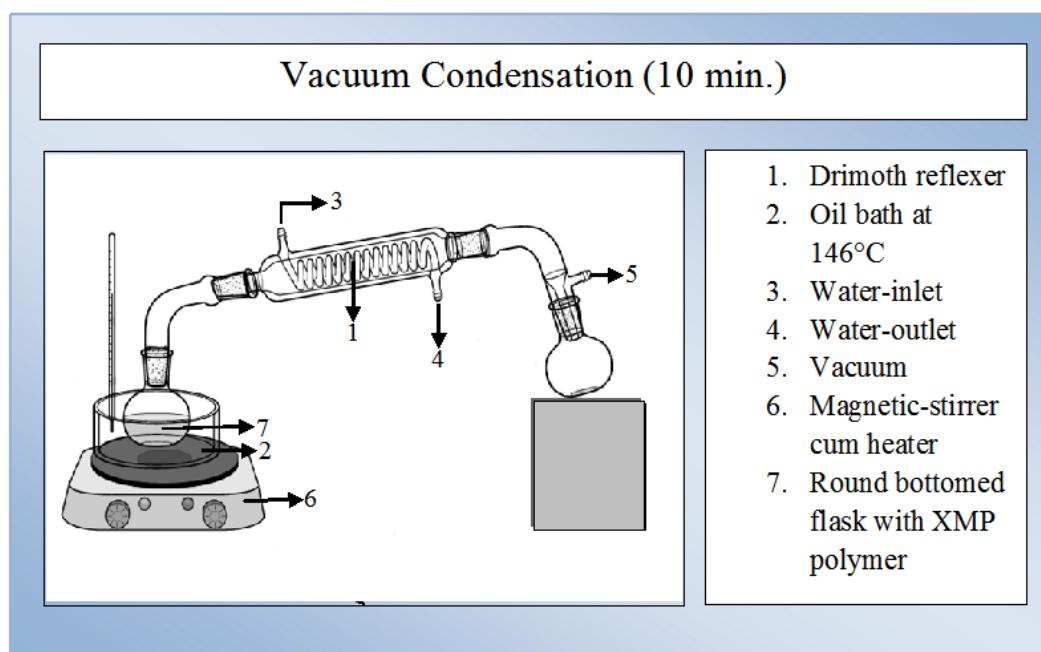 Vacuum Condensation (10 min.)
3
5
1
4
7
2
6
1. Drimoth reflexer
2. Oil bath at
146°C
3. Water-inlet
4. Water-outlet
5. Vacuum
6. Magnetic-stirrer
cum heater
7. Round bottomed
flask with XMP
polymer